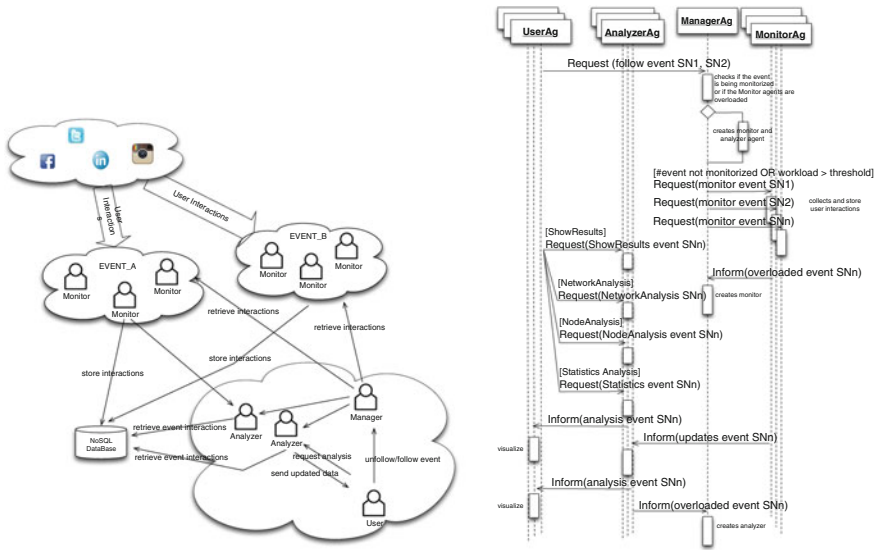 User Interactions
User
Interaction
s
EVENT_A
Monitor
Monitor
Monitor
EVENT_B
Monitor
Monitor
Monitor
retrieve interactions
retrieve interactions
store interactions
store interactions
Manager
Analyzer
Analyzer
retrieve event interactions
retrieve event interactions
request analysis
send updated data
unfollow/follow event
User
NoSQL
DataBase
UserAg
AnalyzerAg
ManagerAg
MonitorAg
Request (follow event SN1, SN2)
checks if the event
is being monitorized
or if the Monitor agents are
overloaded
creates monitor and
analyzer agent
[#event not monitorized OR workload > threshold]
Request(monitor event SN1)
Request(monitor event SN2)
collects and store
user interactions
Request(monitor event SNn)
[ShowResults]
Request(ShowResults event SNn)
Inform(overloaded event SNn)
[NetworkAnalysis]
Request(NetworkAnalysis SNn)
creates monitor
[NodeAnalysis]
Request(NodeAnalysis event SNn)
[Statistics Analysis]
Request(Statistics event SNn)
Inform(analysis event SNn)
Inform(updates event SNn)
visualize
Inform(analysis event SNn)
visualize
Inform(overloaded event SNn)
creates analyzer